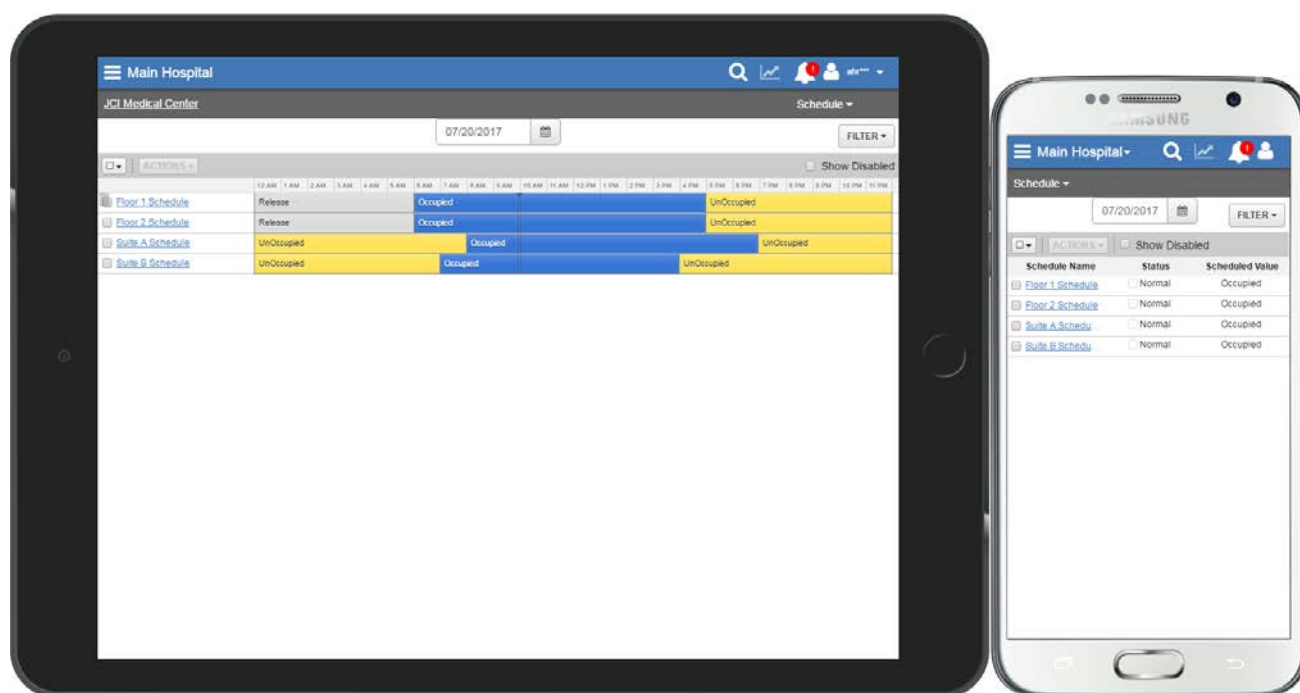 Main Hospital
JCI Medical Center
Schedule
07/20/2017
FILTER
ACTIONS
Show Disabled
12 AM 1 AM 2 AM 3 AM 4 AM 5 AM 6 AM 7 AM 8 AM 9 AM 10 AM 11 AM 12 PM 1 PM 2 PM 3 PM 4 PM 5 PM 6 PM 7 PM 8 PM 9 PM 10 PM 11 PM
Floor 1 Schedule Release Occupied UnOccupied
Floor 2 Schedule Release Occupied UnOccupied
Suite A Schedule UnOccupied Occupied UnOccupied
Suite B Schedule UnOccupied Occupied UnOccupied
SAMSUNG
Main Hospital
Schedule
07/20/2017
FILTER
ACTIONS
Show Disabled
Schedule Name Status Scheduled Value
Floor 1 Schedule Normal Occupied
Floor 2 Schedule Normal Occupied
Suite A Schedu... Normal Occupied
Suite B Schedu... Normal Occupied